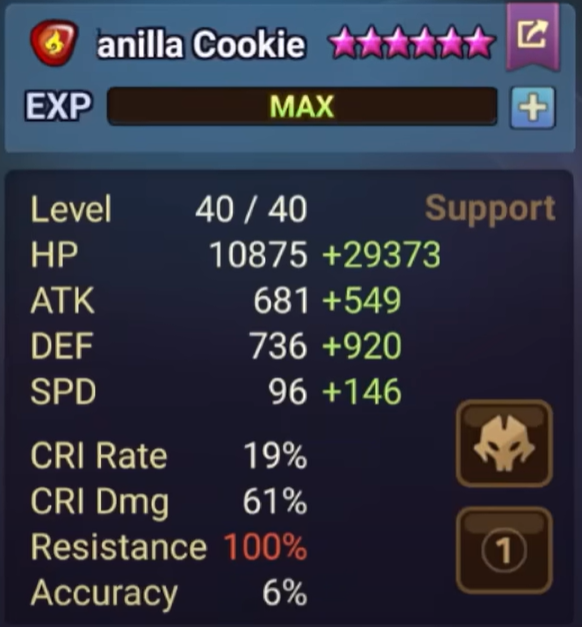 anilla Cookie
EXP MAX
Level 40 / 40 Support
HP 10875 +29373
ATK 681 +549
DEF 736 +920
SPD 96 +146
CRI Rate 19%
CRI Dmg 61%
Resistance 100%
1
Accuracy 6%